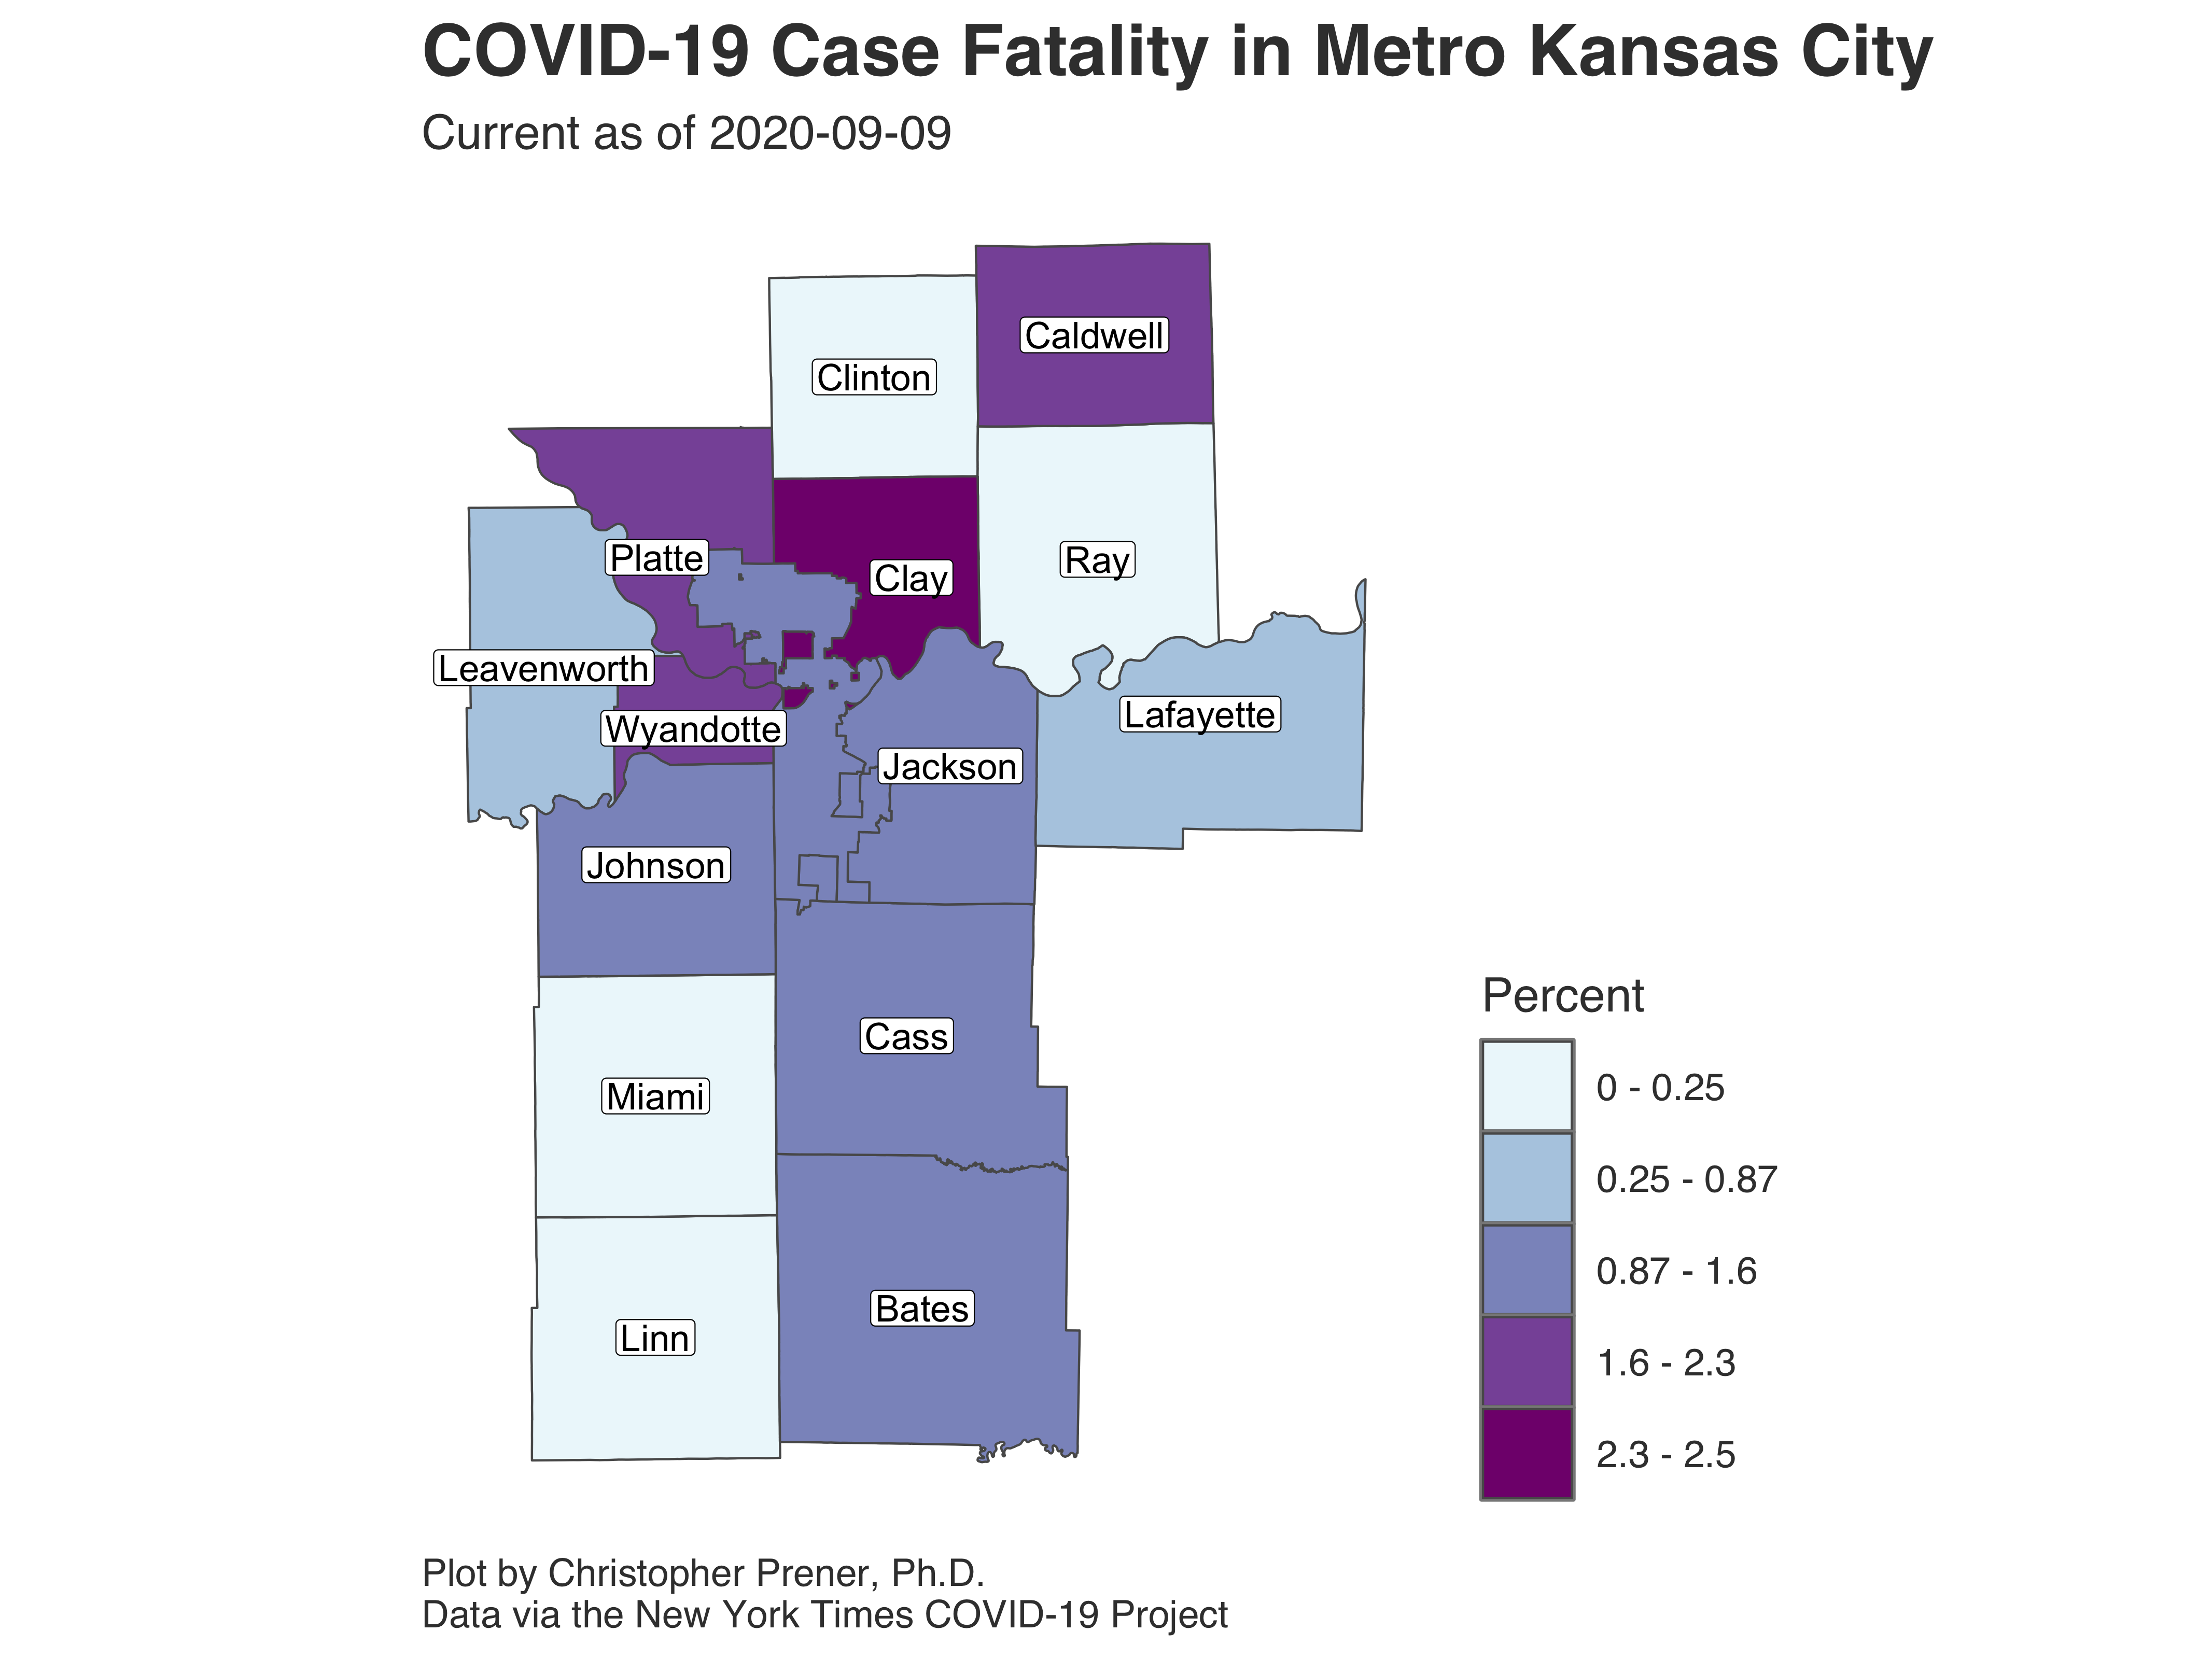 COVID-19 Case Fatality in Metro Kansas City
Current as of 2020-09-09
Caldwell
Clinton
Platte
Clay
Ray
Leavenworth
Lafayette
Wyandotte
Jackson
Johnson
Cass
Miami
Bates
Linn
Percent
0 - 0.25
0.25 - 0.87
0.87 - 1.6
1.6 - 2.3
2.3 - 2.5
Plot by Christopher Prener, Ph.D.
Data via the New York Times COVID-19 Project